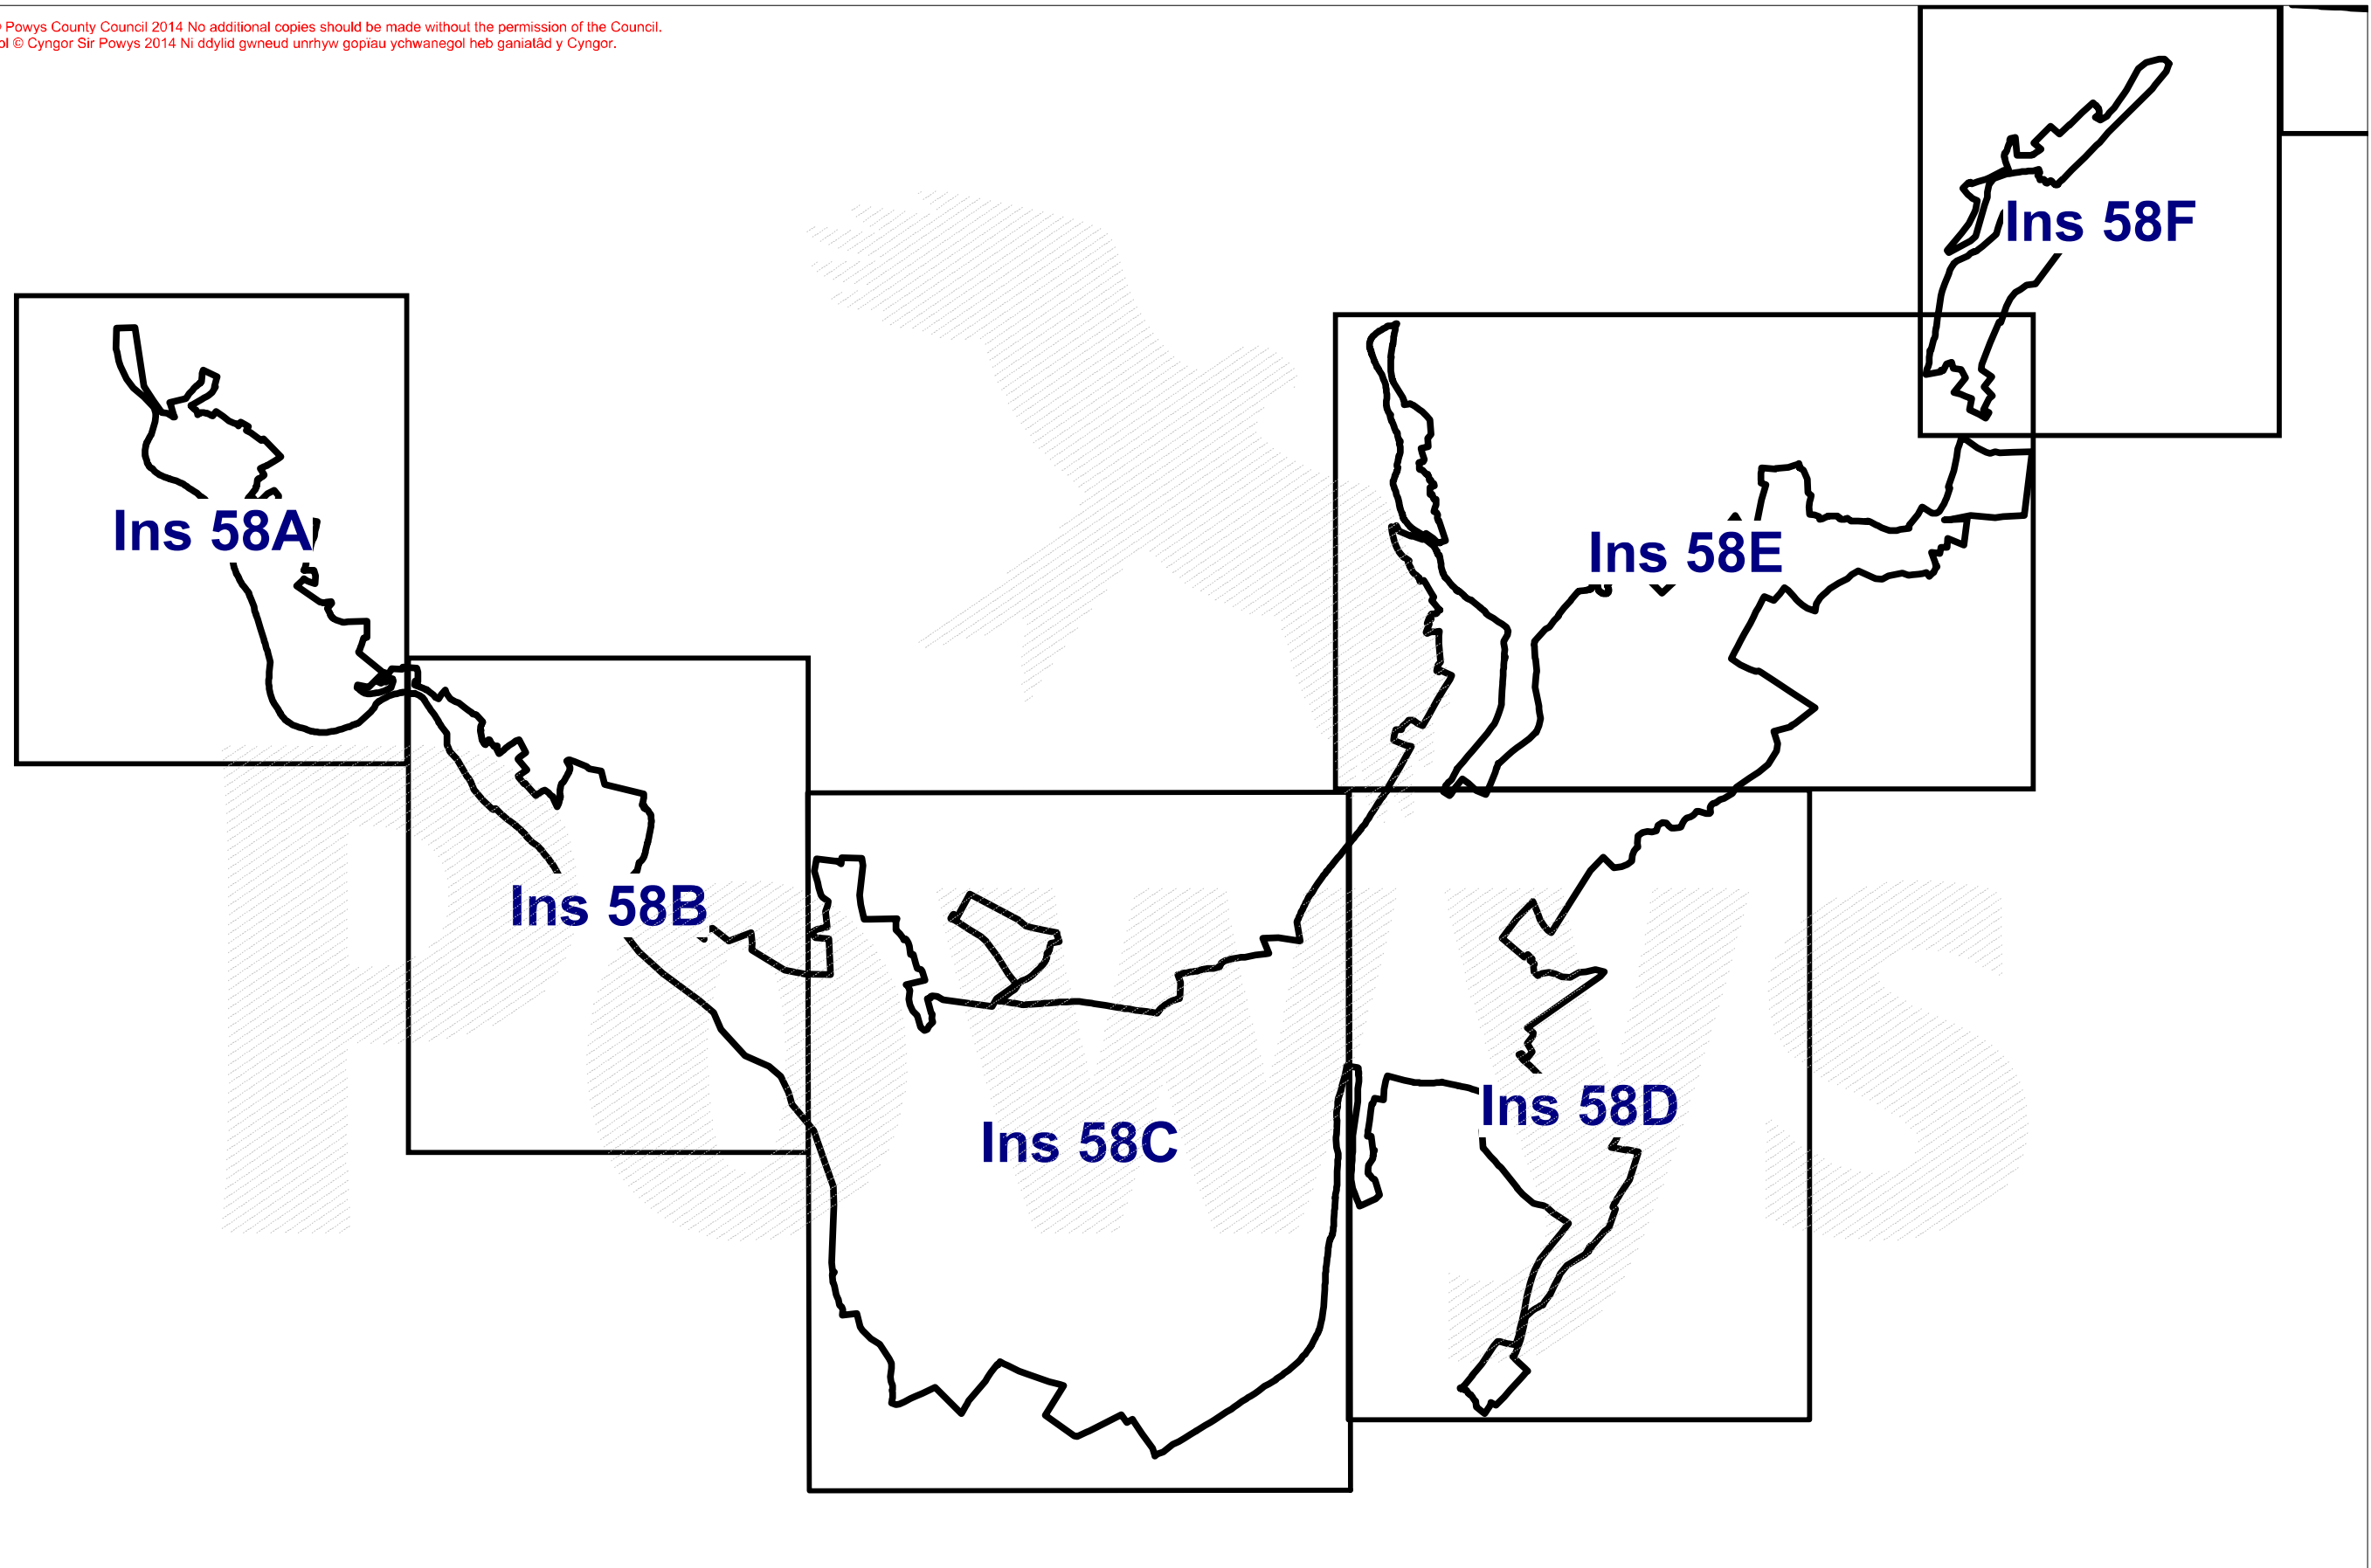 Powys County Council 2014 No additional copies should be made without the permission of the Council.
© Cyngor Sir Powys 2014 Ni ddylid gwneud unrhyw gopïau ychwanegol heb ganiatâd y Cyngor.
Ins 58F
Ins 58A
Ins 58E
Ins 58B
Ins 58D
Ins 58C
Powys